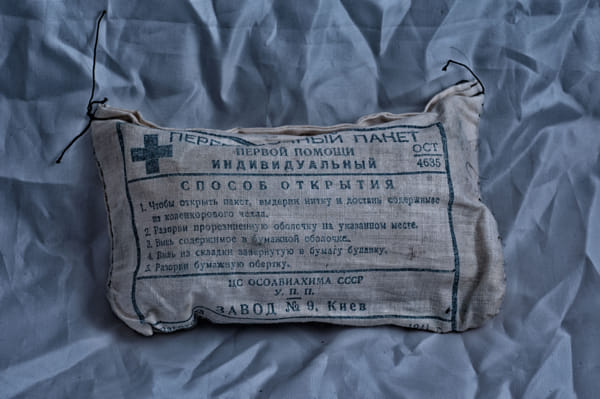 ПЕРЕВЯЗОЧНЫЙ ПАКЕТ
ПЕРВОЙ ПОМОЩИ
ИНДИВИДУАЛЬНЫЙ
ОСТ
4635
СПОСОБ ОТКРЫТИЯ
1. Чтобы открыть пакет, выдерни нитку и достань содержимое
из коленкорового чехла.
2. Разорви прорезиненную оболочку на указанном месте.
3. Вынь содержимое в бумажной оболочке.
4. Вынь из складки завернутую в бумагу булавку.
5. Разорви бумажную обертку.
ЦС ОСОАВИАХИМА СССР
У. П. П.
ЗАВОД № 9, Киев